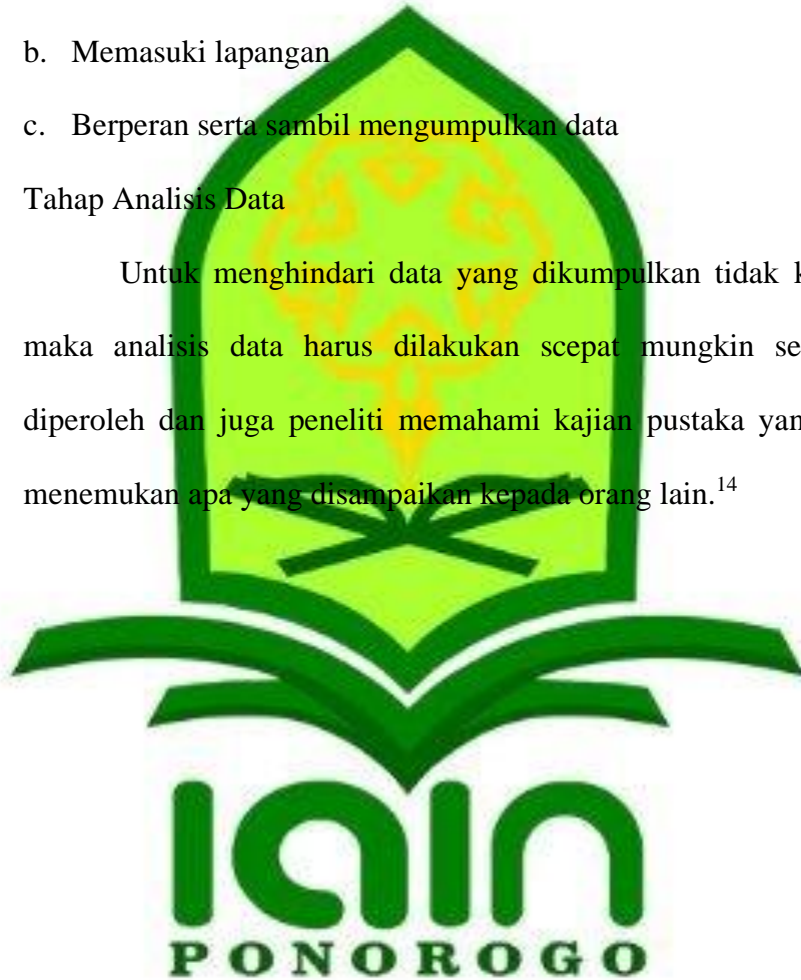 b. Memasuki lapangan
c. Berperan serta sambil mengumpulkan data
Tahap Analisis Data
Untuk menghindari data yang dikumpulkan tidak
maka analisis data harus dilakukan scepat mungkin
diperoleh dan juga peneliti memahami kajian pustaka
menemukan apa yang disampaikan kepada orang lain.14
IAIN
PONOROGO